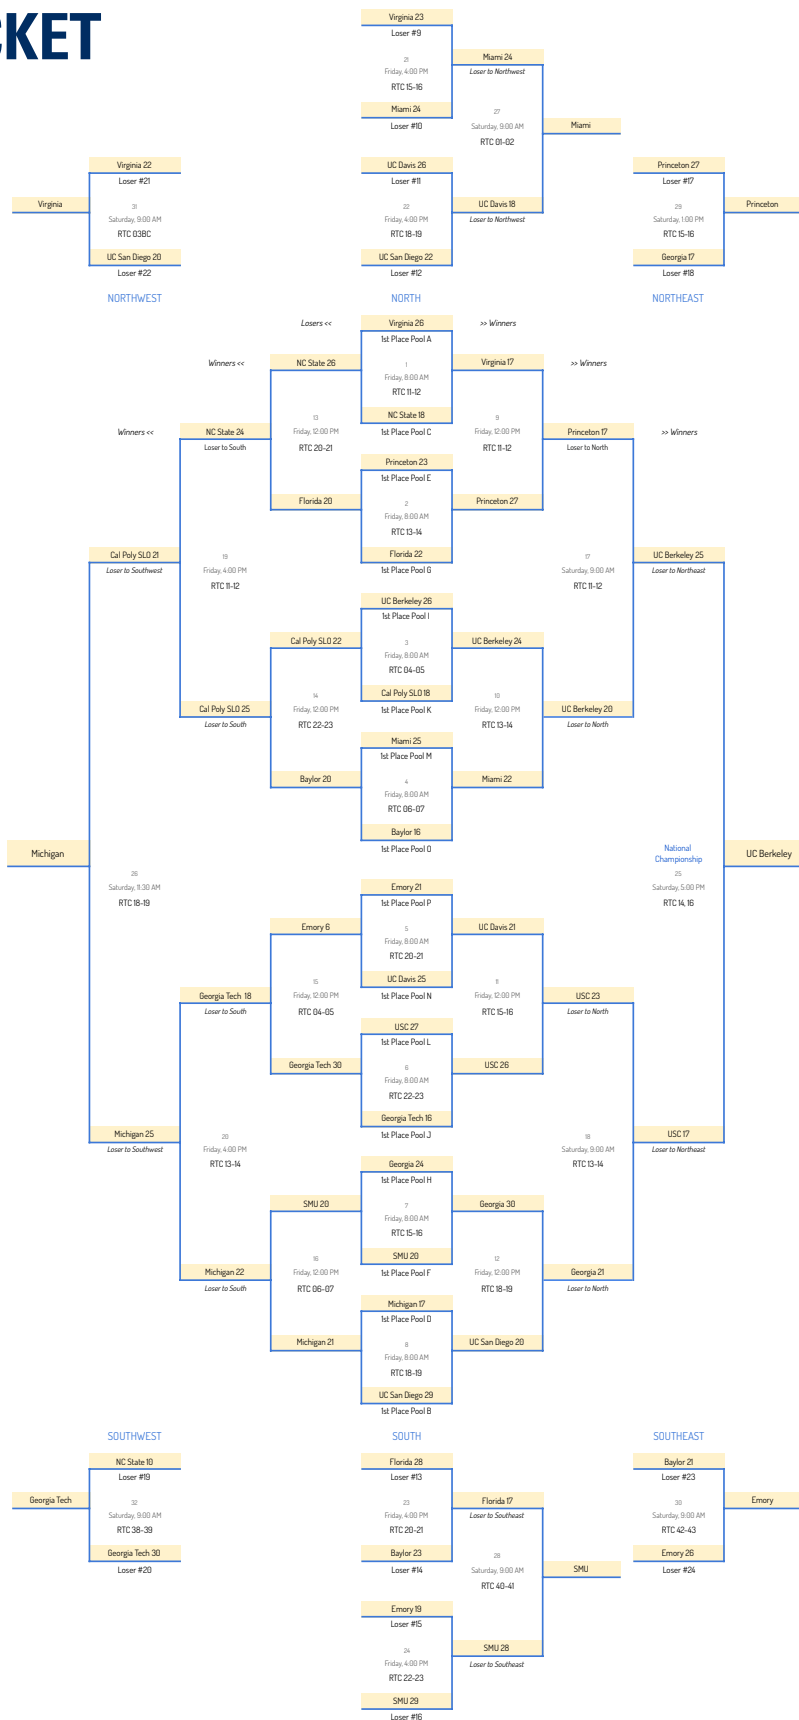 CKET
Virginia 23
Loser #9
21
Friday, 4:00 PM
RTC 15-16
Miami 24
Loser #10
Miami 24
Loser to Northwest
27
Saturday, 9:00 AM
RTC 01-02
Miami
UC Davis 26
Loser #11
22
Friday, 4:00 PM
RTC 18-19
UC San Diego 22
Loser #12
UC Davis 18
Loser to Northwest
Virginia 22
Loser #21
Virginia
31
Saturday, 9:00 AM
RTC 03BC
UC San Diego 20
Loser #22
Princeton 27
Loser #17
29
Saturday, 1:00 PM
RTC 15-16
Princeton
Georgia 17
Loser #18
NORTHWEST
NORTH
NORTHEAST
Losers <<
>> Winners
Winners <<
>> Winners
Winners <<
>> Winners
Virginia 26
1st Place Pool A
1
Friday, 8:00 AM
RTC 11-12
NC State 18
1st Place Pool C
Princeton 23
1st Place Pool E
2
Friday, 8:00 AM
RTC 13-14
Florida 22
1st Place Pool G
UC Berkeley 26
1st Place Pool I
3
Friday, 8:00 AM
RTC 04-05
Cal Poly SLO 18
1st Place Pool K
Miami 25
1st Place Pool M
4
Friday, 8:00 AM
RTC 06-07
Baylor 16
1st Place Pool O
Emory 21
1st Place Pool P
5
Friday, 8:00 AM
RTC 20-21
UC Davis 25
1st Place Pool N
USC 27
1st Place Pool L
6
Friday, 8:00 AM
RTC 22-23
Georgia Tech 16
1st Place Pool J
Georgia 24
1st Place Pool H
7
Friday, 8:00 AM
RTC 15-16
SMU 20
1st Place Pool F
Michigan 17
1st Place Pool D
8
Friday, 8:00 AM
RTC 18-19
UC San Diego 29
1st Place Pool B
NC State 26
13
Friday, 12:00 PM
RTC 20-21
Florida 20
Cal Poly SLO 22
14
Friday, 12:00 PM
RTC 22-23
Baylor 20
Emory 6
15
Friday, 12:00 PM
RTC 04-05
Georgia Tech 30
SMU 20
16
Friday, 12:00 PM
RTC 06-07
Michigan 21
NC State 24
Loser to South
19
Friday, 4:00 PM
RTC 11-12
Cal Poly SLO 25
Loser to South
Georgia Tech 18
Loser to South
20
Friday, 4:00 PM
RTC 13-14
Michigan 22
Loser to South
Cal Poly SLO 21
Loser to Southwest
Michigan
26
Saturday, 11:30 AM
RTC 18-19
Michigan 25
Loser to Southwest
Virginia 17
9
Friday, 12:00 PM
RTC 11-12
Princeton 27
UC Berkeley 24
10
Friday, 12:00 PM
RTC 13-14
Miami 22
UC Davis 21
11
Friday, 12:00 PM
RTC 15-16
USC 26
Georgia 30
12
Friday, 12:00 PM
RTC 18-19
UC San Diego 20
Princeton 17
Loser to North
17
Saturday, 9:00 AM
RTC 11-12
UC Berkeley 20
Loser to North
USC 23
Loser to North
18
Saturday, 9:00 AM
RTC 13-14
Georgia 21
Loser to North
UC Berkeley 25
Loser to Northeast
National
Championship
25
Saturday, 5:00 PM
RTC 14, 16
UC Berkeley
USC 17
Loser to Northeast
SOUTHWEST
SOUTH
SOUTHEAST
NC State 10
Loser #19
Georgia Tech
32
Saturday, 9:00 AM
RTC 38-39
Georgia Tech 30
Loser #20
Florida 28
Loser #13
23
Friday, 4:00 PM
RTC 20-21
Baylor 23
Loser #14
Florida 17
Loser to Southeast
28
Saturday, 9:00 AM
RTC 40-41
SMU
Emory 19
Loser #15
24
Friday, 4:00 PM
RTC 22-23
SMU 29
Loser #16
SMU 28
Loser to Southeast
Baylor 21
Loser #23
30
Saturday, 9:00 AM
RTC 42-43
Emory
Emory 26
Loser #24